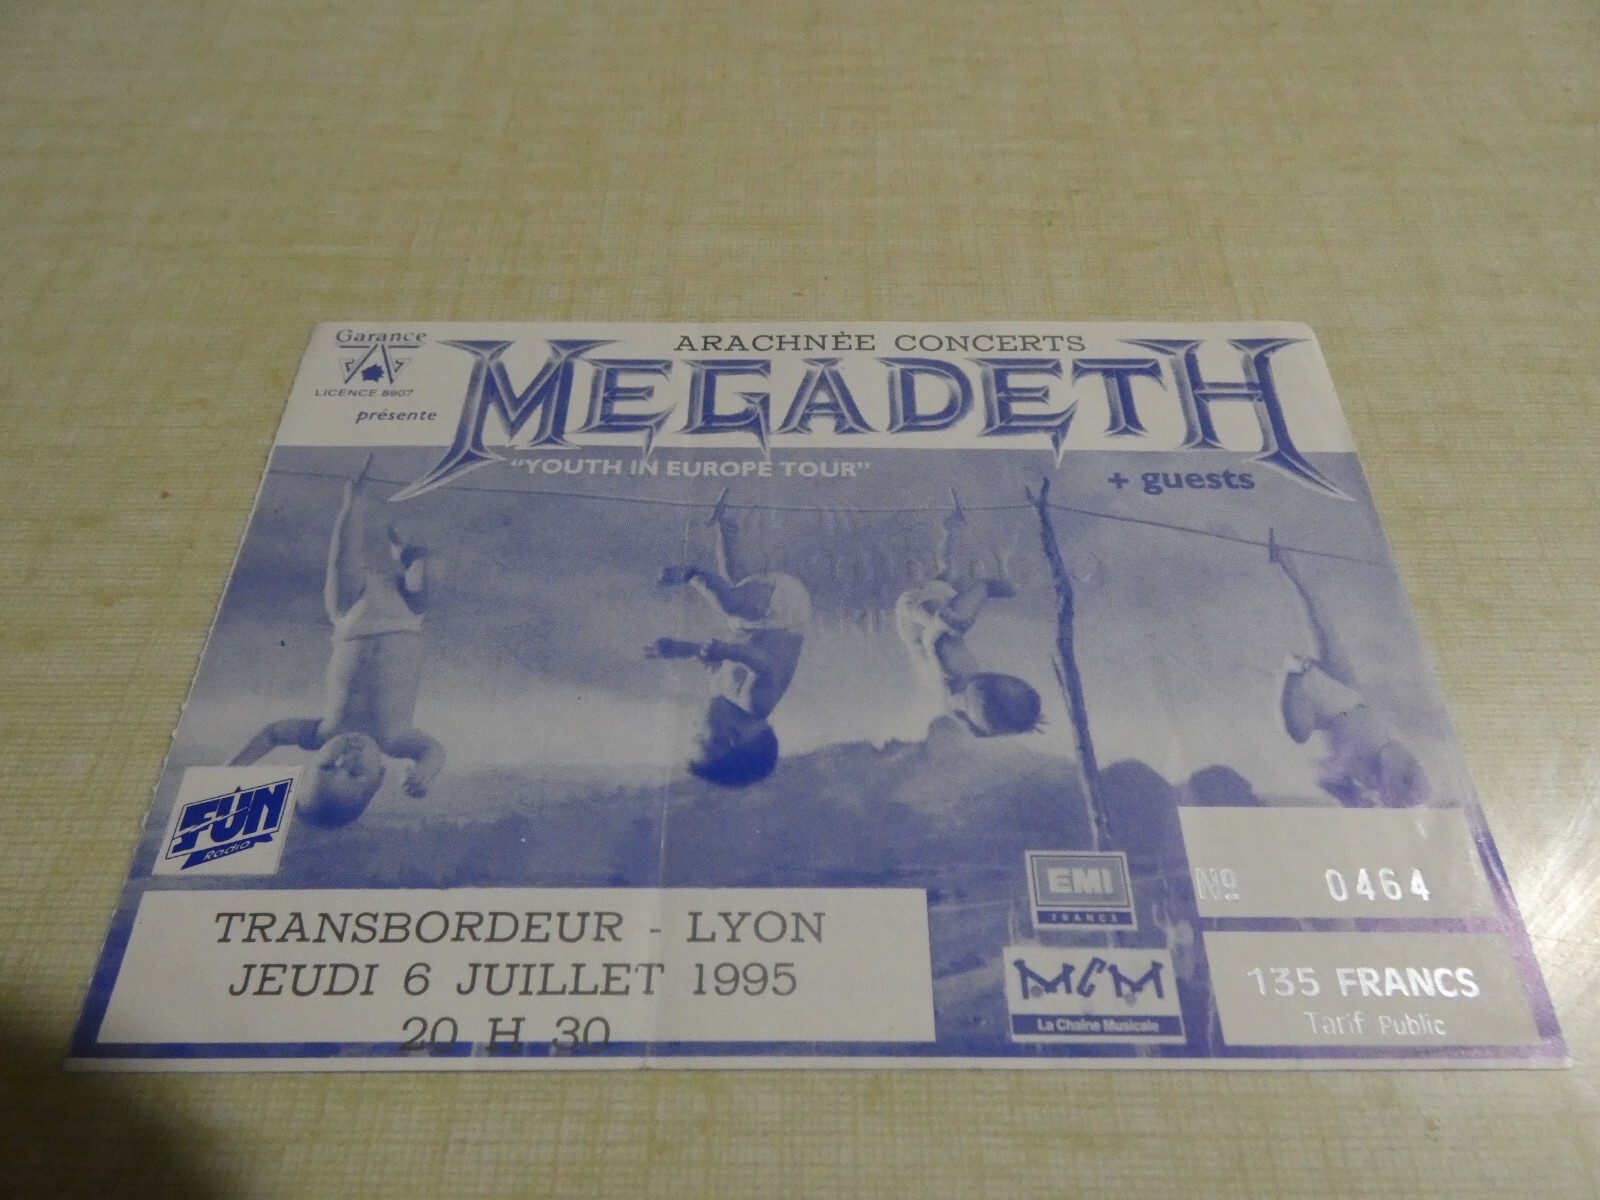 Garance
LICENCE 8907
présente
ARACHNÉE CONCERTS
MEGADETH
"YOUTH IN EUROPE TOUR"
+ guests
FUN
Radio
TRANSBORDEUR - LYON
JEUDI 6 JUILLET 1995
20 H 30
EMI
FRANCE
MCM
La Chaîne Musicale
Nº 0464
135 FRANCS
Tarif Public